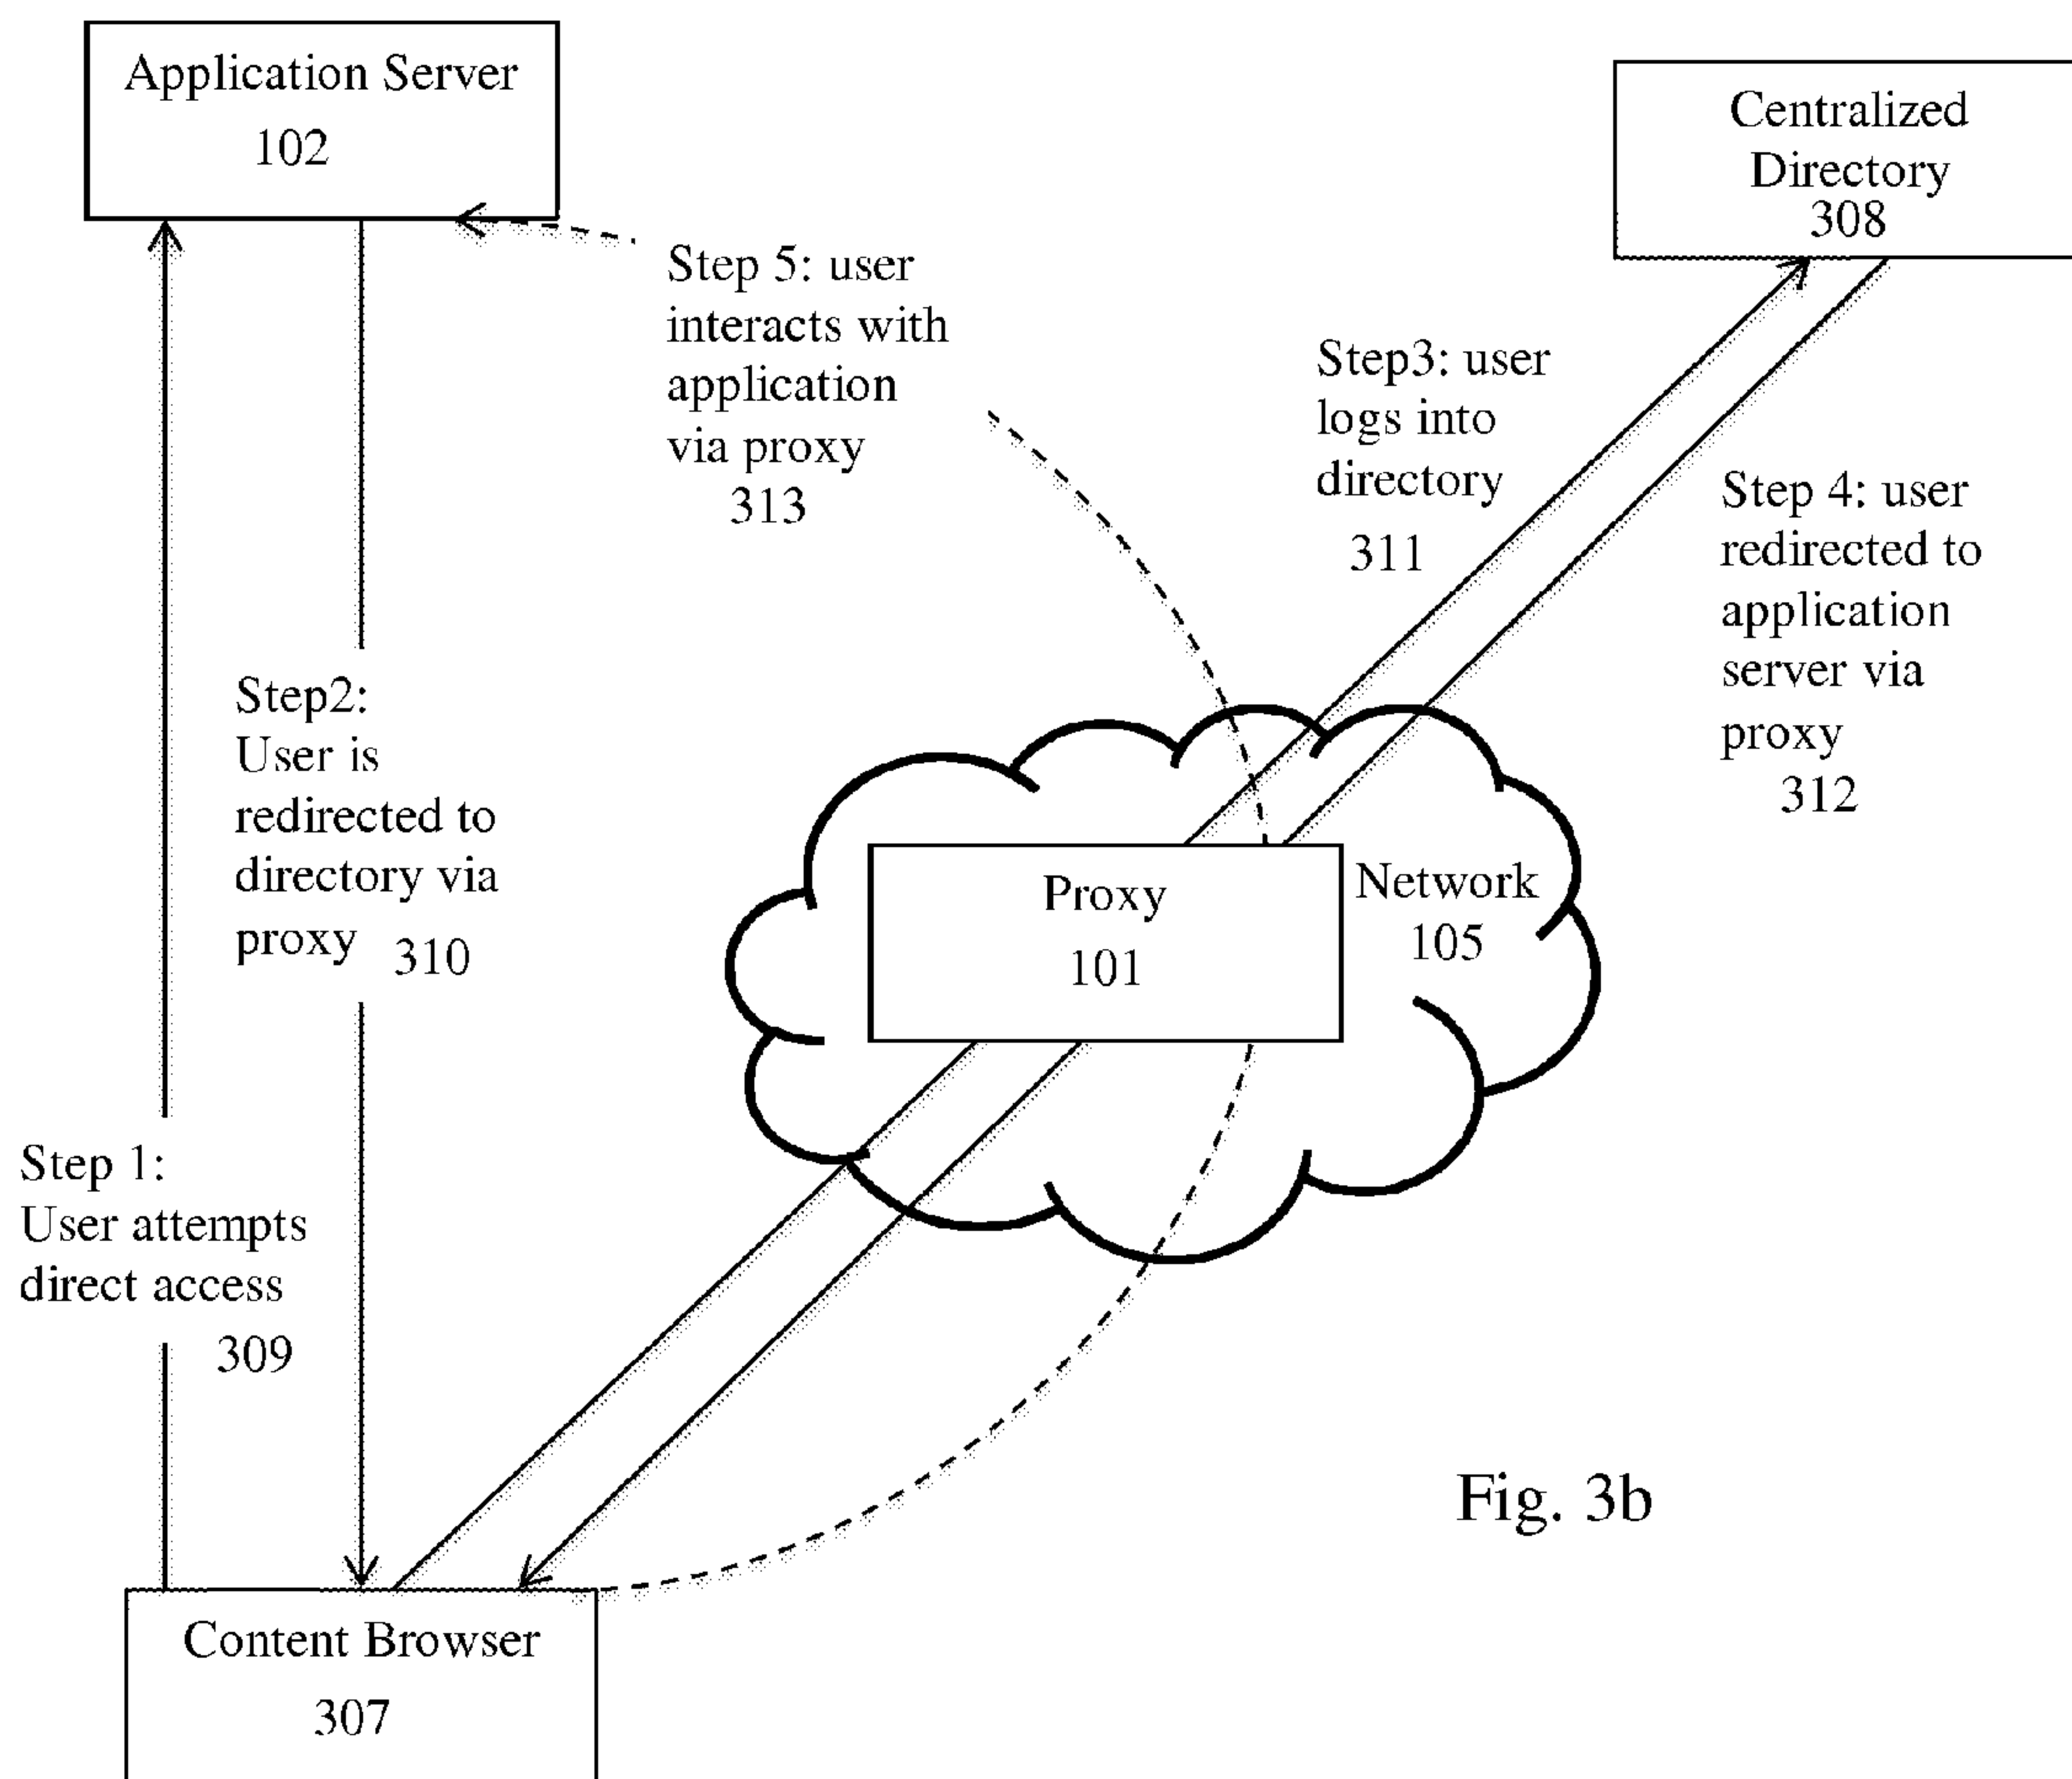 Application Server
102
Centralized
Directory
308
Step 5: user
interacts with
application
via proxy
313
Step3: user
logs into
directory
311
Step 4: user
redirected to
application
server via
proxy
312
Step2:
User is
redirected to
directory via
proxy 310
Proxy
101
Network
105
Step 1:
User attempts
direct access
309
Fig. 3b
Content Browser
307